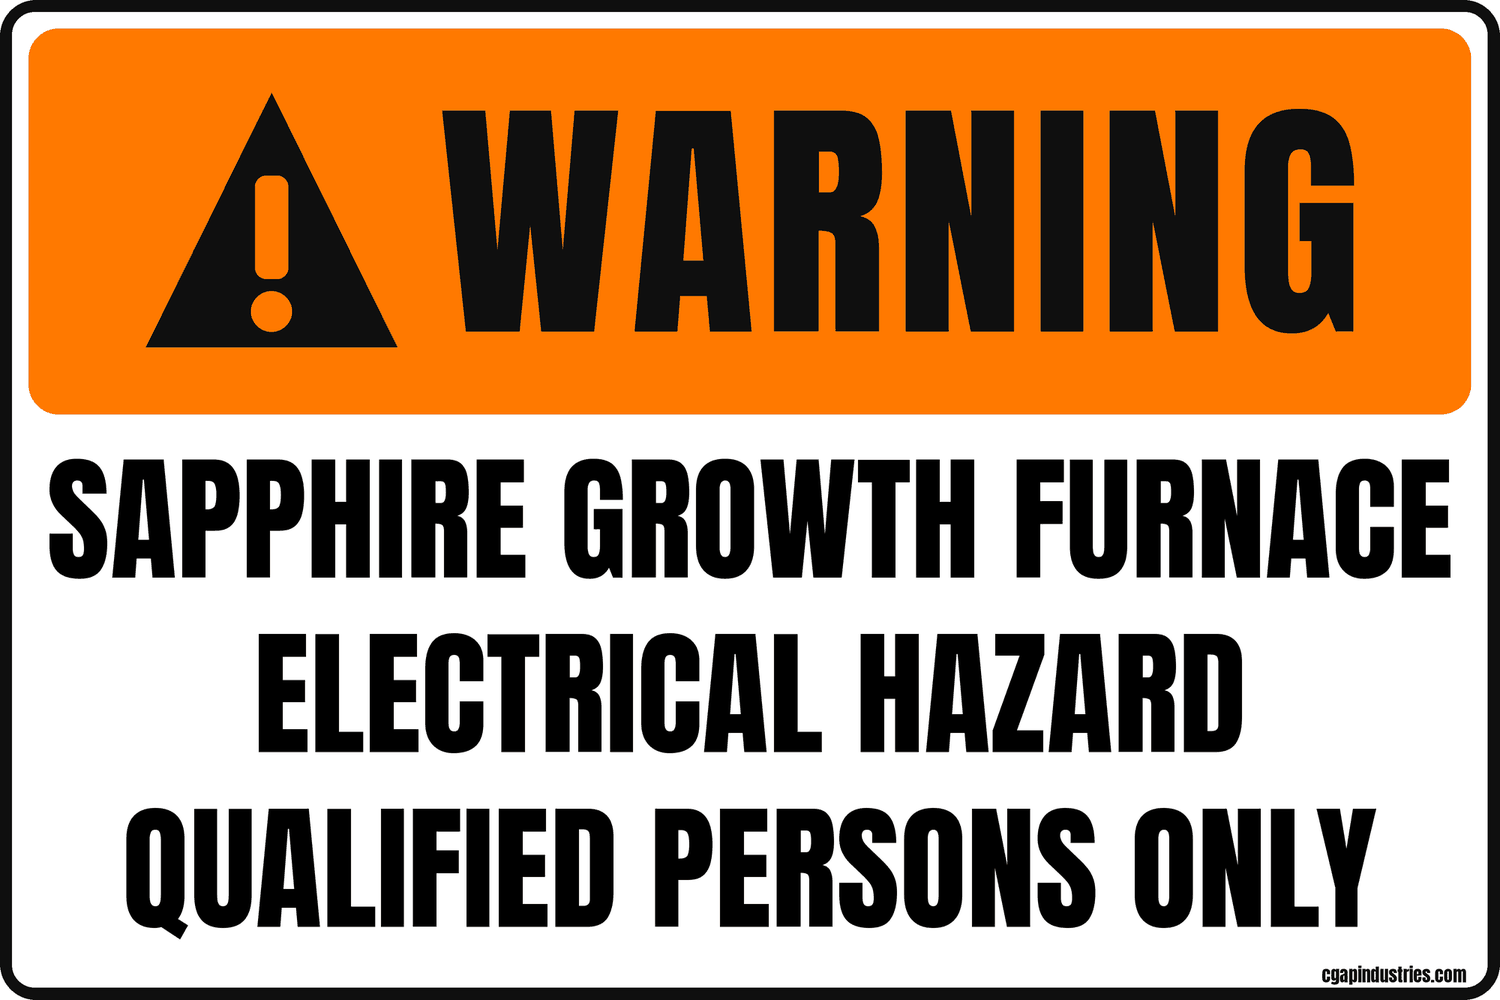 WARNING
SAPPHIRE GROWTH FURNACE
ELECTRICAL HAZARD
QUALIFIED PERSONS ONLY
cgapindustries.com